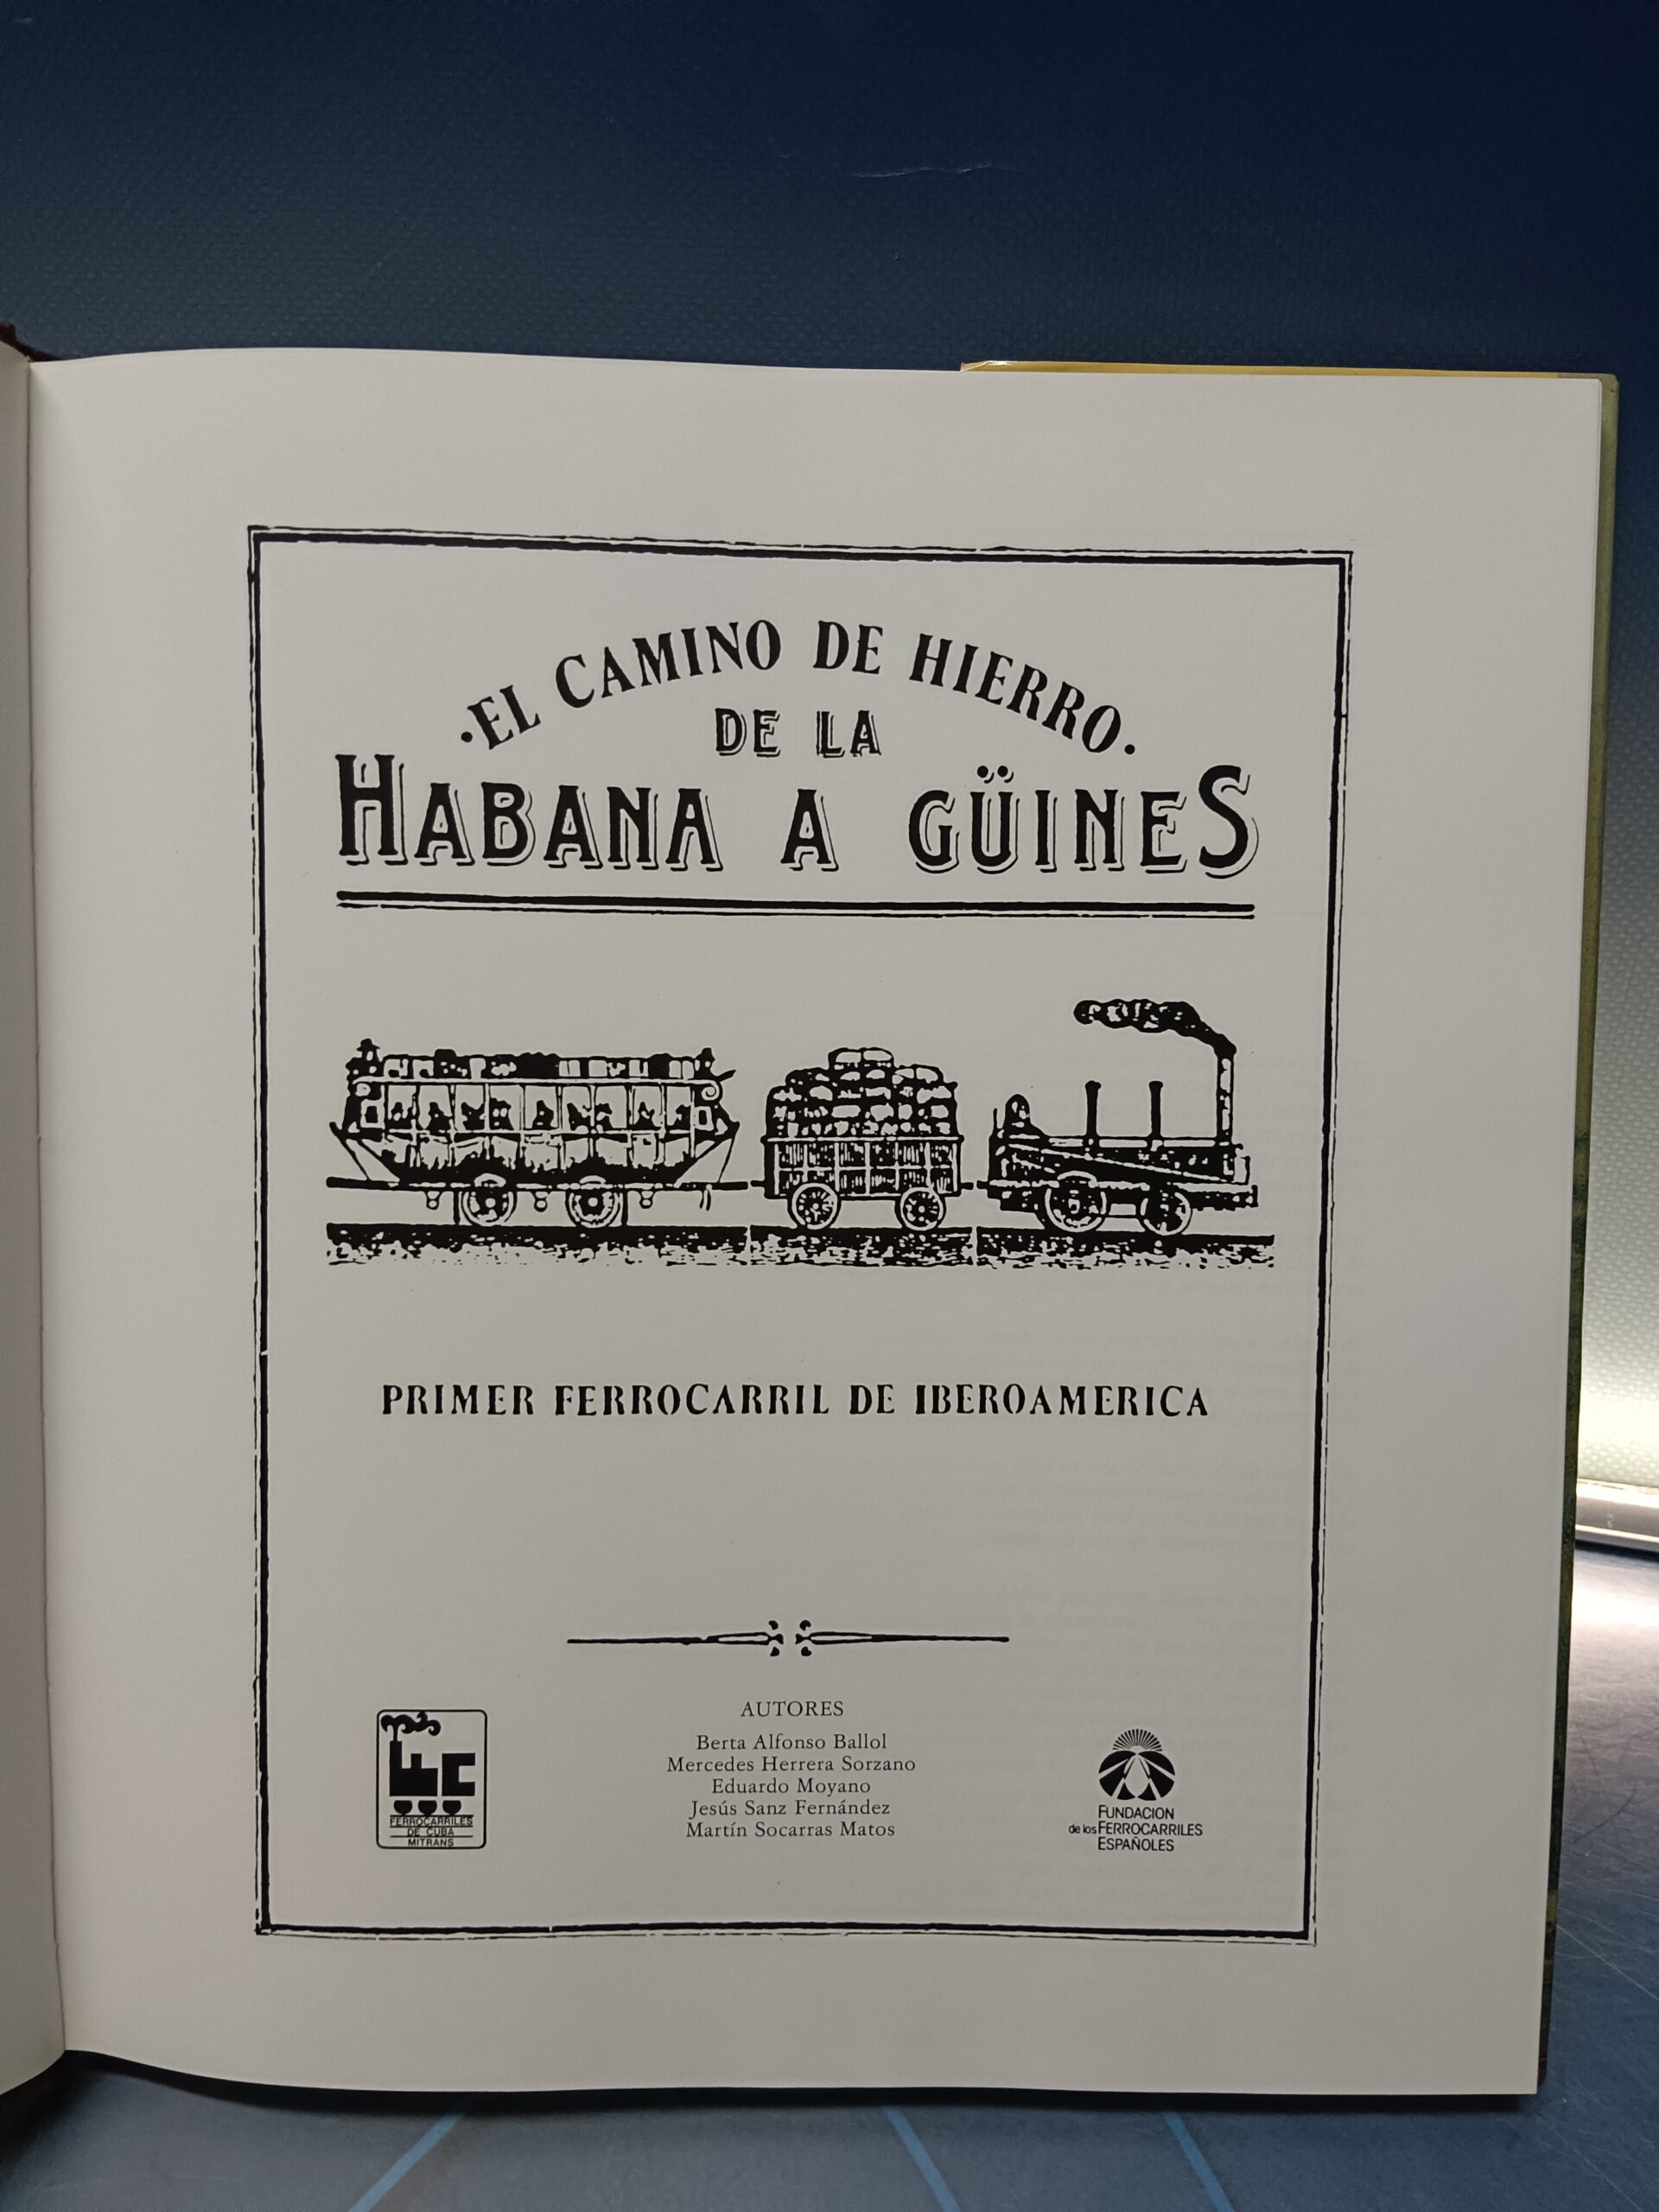 ·EL CAMINO DE HIERRO·
DE LA
HABANA A GÜINES
PRIMER FERROCARRIL DE IBEROAMERICA
AUTORES
Berta Alfonso Ballol
Mercedes Herrera Sorzano
Eduardo Moyano
Jesús Sanz Fernández
Martín Socarras Matos
FC
FERROCARRILES
DE CUBA
MITRANS
FUNDACION
de los FERROCARRILES
ESPAÑOLES